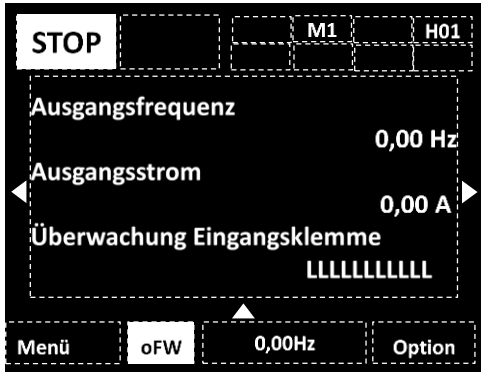 STOP M1 H01
Ausgangsfrequenz
0,00 Hz
Ausgangsstrom
0,00 A
Überwachung Eingangsklemme
LLLLLLLLLLL
Menü oFW 0,00Hz Option